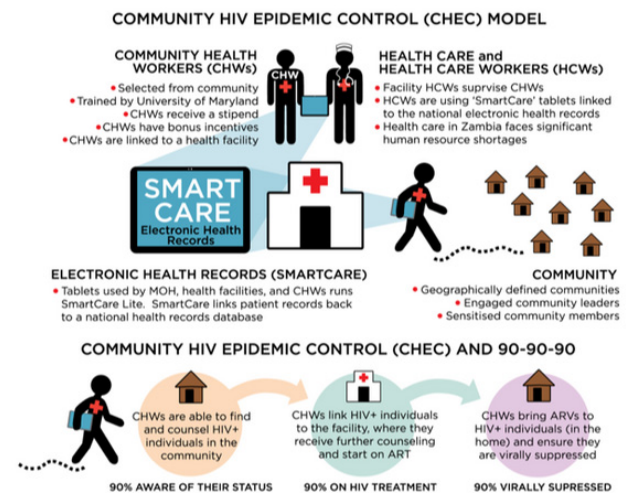 COMMUNITY HIV EPIDEMIC CONTROL (CHEC) MODEL
COMMUNITY HEALTH
WORKERS (CHWs)
• Selected from community
• Trained by University of Maryland
• CHWs receive a stipend
• CHWs have bonus incentives
• CHWs are linked to a health facility
CHW
HEALTH CARE and
HEALTH CARE WORKERS (HCWs)
• Facility HCWs suprvise CHWs
• HCWs are using 'SmartCare' tablets linked
to the national electronic health records
• Health care in Zambia faces significant
human resource shortages
SMART
CARE
Electronic Health
Records
ELECTRONIC HEALTH RECORDS (SMARTCARE)
• Tablets used by MOH, health facilities, and CHWs runs
SmartCare Lite. SmartCare links patient records back
to a national health records database
COMMUNITY
• Geographically defined communities
• Engaged community leaders
• Sensitised community members
COMMUNITY HIV EPIDEMIC CONTROL (CHEC) AND 90-90-90
CHWs are able to find
and counsel HIV+
individuals in the
community
90% AWARE OF THEIR STATUS
CHWs link HIV+ individuals
to the facility, where they
receive further counseling
and start on ART
90% ON HIV TREATMENT
CHWs bring ARVs to
HIV+ individuals (in the
home) and ensure they
are virally suppressed
90% VIRALLY SUPRESSED